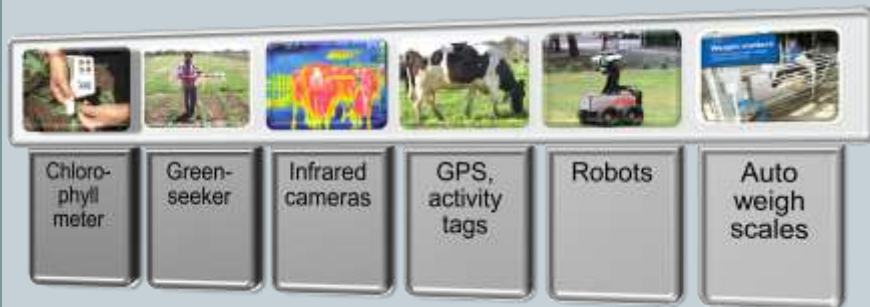 Chloro-
phyll
meter
Green-
seeker
Infrared
cameras
GPS,
activity
tags
Robots
Auto
weigh
scales